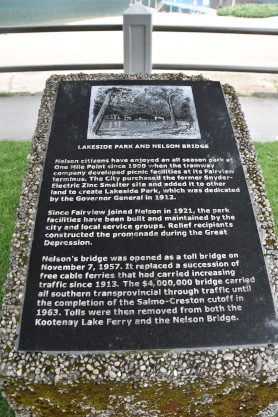 LAKESIDE PARK AND NELSON BRIDGE
Nelson citizens have enjoyed an all season park at
One Mile Point since 1900 when the tramway
company developed picnic facilities at its Fairview
terminus. The City purchased the former Snyder-
Electric Zinc Smelter site and added it to other
land to create Lakeside Park, which was dedicated
by the Governor General in 1912.
Since Fairview joined Nelson in 1921, the park
facilities have been built and maintained by the
city and local service groups. Relief recipients
constructed the promenade during the Great
Depression.
Nelson's bridge was opened as a toll bridge on
November 7, 1957. It replaced a succession of
free cable ferries that had carried increasing
traffic since 1913. The $4,000,000 bridge carried
all southern transprovincial through traffic until
the completion of the Salmo-Creston cutoff in
1963. Tolls were then removed from both the
Kootenay Lake Ferry and the Nelson Bridge.